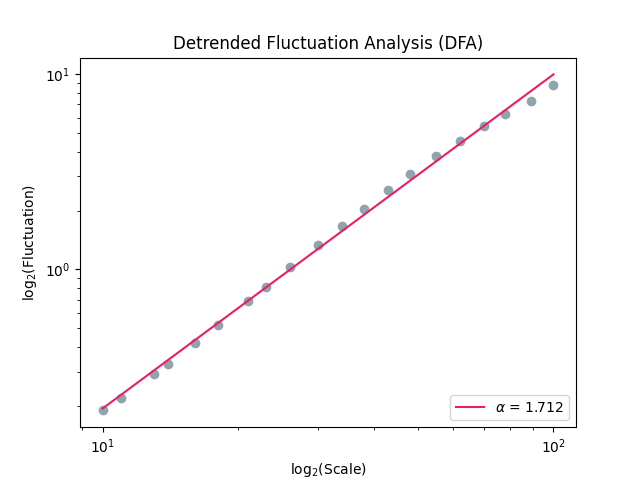 Detrended Fluctuation Analysis (DFA)
10¹
10⁰
log₂(Fluctuation)
α = 1.712
10¹
10²
log₂(Scale)